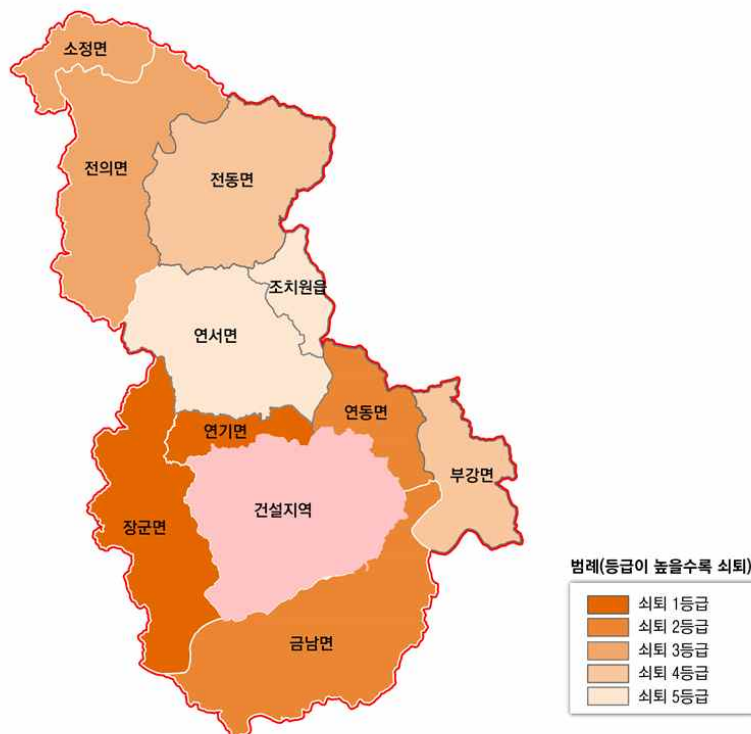 소정면
전의면
전동면
조치원읍
연서면
연동면
연기면
부강면
건설지역
장군면
금남면
범례(등급이 높을수록 쇠퇴)
쇠퇴 1등급
쇠퇴 2등급
쇠퇴 3등급
쇠퇴 4등급
쇠퇴 5등급